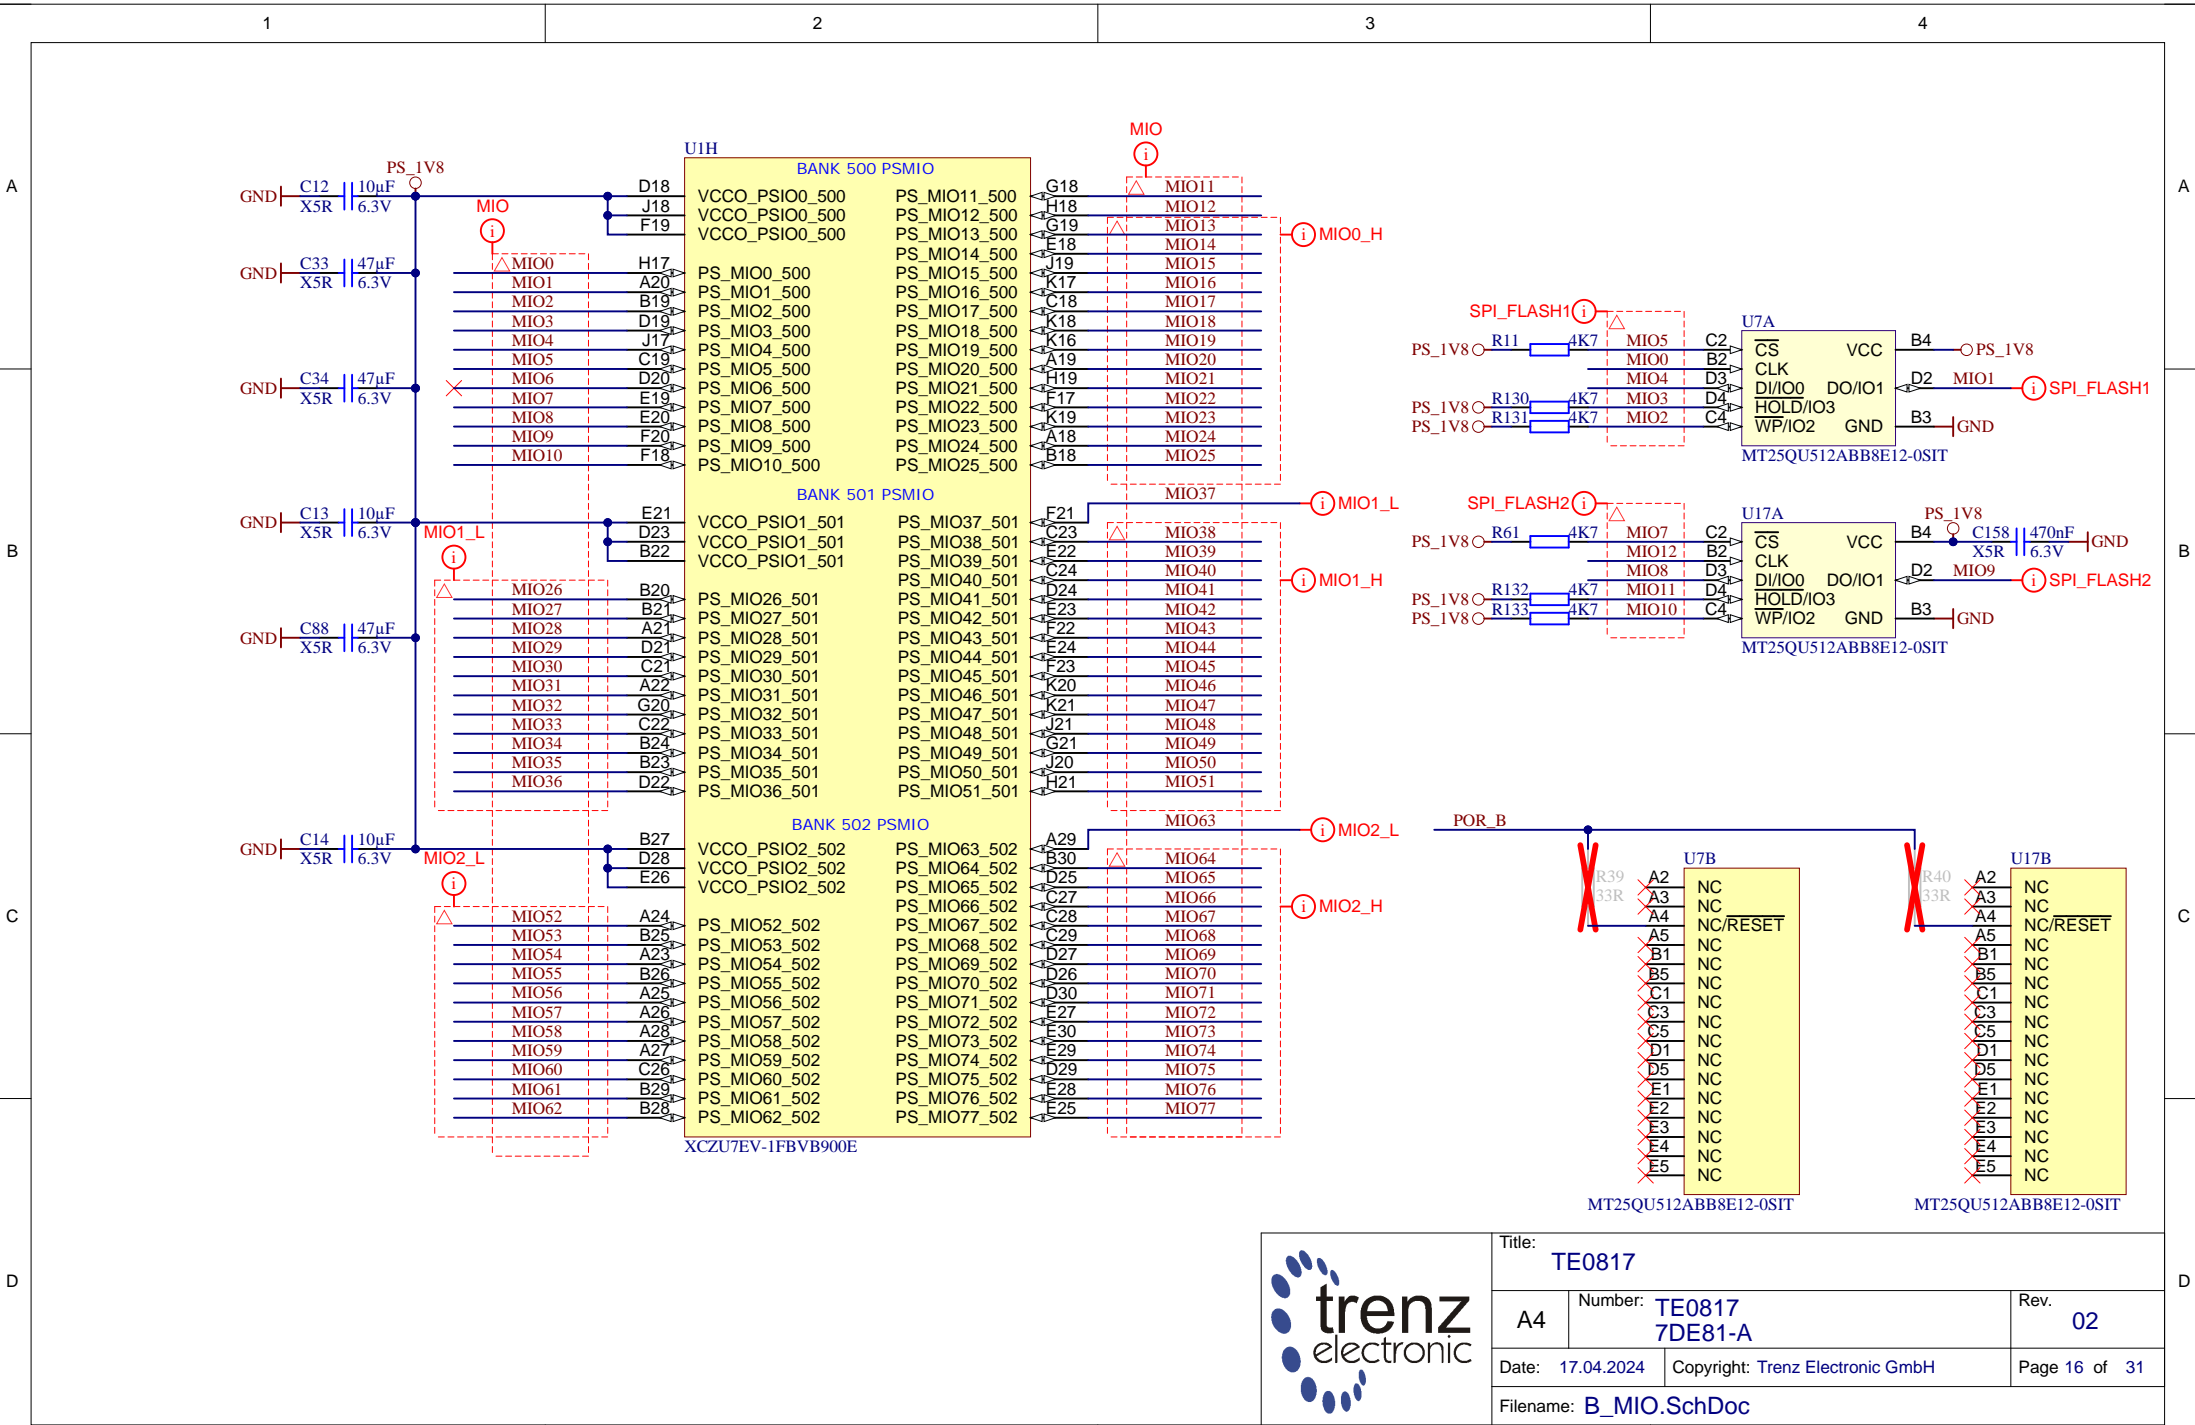 1 2 3 4
A
B
C
D
A
B
C
D
PS_1V8
GND C12 10µF
X5R 6.3V
GND C33 47µF
X5R 6.3V
GND C34 47µF
X5R 6.3V
GND C13 10µF
X5R 6.3V
GND C88 47µF
X5R 6.3V
GND C14 10µF
X5R 6.3V
MIO
MIO1_L
MIO2_L
U1H
BANK 500 PSMIO
D18 VCCO_PSIO0_500
J18 VCCO_PSIO0_500
F19 VCCO_PSIO0_500
MIO0 H17 PS_MIO0_500
MIO1 A20 PS_MIO1_500
MIO2 B19 PS_MIO2_500
MIO3 D19 PS_MIO3_500
MIO4 J17 PS_MIO4_500
MIO5 C19 PS_MIO5_500
MIO6 D20 PS_MIO6_500
MIO7 E19 PS_MIO7_500
MIO8 E20 PS_MIO8_500
MIO9 F20 PS_MIO9_500
MIO10 F18 PS_MIO10_500
MIO
PS_MIO11_500 G18 MIO11
PS_MIO12_500 H18 MIO12
PS_MIO13_500 G19 MIO13
PS_MIO14_500 E18 MIO14
PS_MIO15_500 J19 MIO15
PS_MIO16_500 K17 MIO16
PS_MIO17_500 C18 MIO17
PS_MIO18_500 K18 MIO18
PS_MIO19_500 K16 MIO19
PS_MIO20_500 A19 MIO20
PS_MIO21_500 H19 MIO21
PS_MIO22_500 F17 MIO22
PS_MIO23_500 K19 MIO23
PS_MIO24_500 A18 MIO24
PS_MIO25_500 B18 MIO25
MIO0_H
BANK 501 PSMIO
E21 VCCO_PSIO1_501
D23 VCCO_PSIO1_501
B22 VCCO_PSIO1_501
MIO26 B20 PS_MIO26_501
MIO27 B21 PS_MIO27_501
MIO28 A21 PS_MIO28_501
MIO29 D21 PS_MIO29_501
MIO30 C21 PS_MIO30_501
MIO31 A22 PS_MIO31_501
MIO32 G20 PS_MIO32_501
MIO33 C22 PS_MIO33_501
MIO34 B24 PS_MIO34_501
MIO35 B23 PS_MIO35_501
MIO36 D22 PS_MIO36_501
PS_MIO37_501 F21 MIO37 MIO1_L
PS_MIO38_501 C23 MIO38
PS_MIO39_501 E22 MIO39
PS_MIO40_501 C24 MIO40
PS_MIO41_501 D24 MIO41
PS_MIO42_501 E23 MIO42
PS_MIO43_501 F22 MIO43
PS_MIO44_501 E24 MIO44
PS_MIO45_501 F23 MIO45
PS_MIO46_501 K20 MIO46
PS_MIO47_501 K21 MIO47
PS_MIO48_501 J21 MIO48
PS_MIO49_501 G21 MIO49
PS_MIO50_501 J20 MIO50
PS_MIO51_501 H21 MIO51
MIO1_H
BANK 502 PSMIO
B27 VCCO_PSIO2_502
D28 VCCO_PSIO2_502
E26 VCCO_PSIO2_502
MIO52 A24 PS_MIO52_502
MIO53 B25 PS_MIO53_502
MIO54 A23 PS_MIO54_502
MIO55 B26 PS_MIO55_502
MIO56 A25 PS_MIO56_502
MIO57 A26 PS_MIO57_502
MIO58 A28 PS_MIO58_502
MIO59 A27 PS_MIO59_502
MIO60 C26 PS_MIO60_502
MIO61 B29 PS_MIO61_502
MIO62 B28 PS_MIO62_502
PS_MIO63_502 A29 MIO63 MIO2_L
PS_MIO64_502 B30 MIO64
PS_MIO65_502 D25 MIO65
PS_MIO66_502 C27 MIO66
PS_MIO67_502 C28 MIO67
PS_MIO68_502 C29 MIO68
PS_MIO69_502 D27 MIO69
PS_MIO70_502 D26 MIO70
PS_MIO71_502 D30 MIO71
PS_MIO72_502 E27 MIO72
PS_MIO73_502 E30 MIO73
PS_MIO74_502 E29 MIO74
PS_MIO75_502 D29 MIO75
PS_MIO76_502 E28 MIO76
PS_MIO77_502 E25 MIO77
MIO2_H
XCZU7EV-1FBVB900E
SPI_FLASH1
U7A
PS_1V8 R11 4K7 MIO5 C2 CS VCC B4 PS_1V8
MIO0 B2 CLK
MIO4 D3 DI/IO0 DO/IO1 D2 MIO1 SPI_FLASH1
PS_1V8 R130 4K7 MIO3 D4 HOLD/IO3
PS_1V8 R131 4K7 MIO2 C4 WP/IO2 GND B3 GND
MT25QU512ABB8E12-0SIT
SPI_FLASH2
U17A
PS_1V8
PS_1V8 R61 4K7 MIO7 C2 CS VCC B4 C158 470nF GND
X5R 6.3V
MIO12 B2 CLK
MIO8 D3 DI/IO0 DO/IO1 D2 MIO9 SPI_FLASH2
PS_1V8 R132 4K7 MIO11 D4 HOLD/IO3
PS_1V8 R133 4K7 MIO10 C4 WP/IO2 GND B3 GND
MT25QU512ABB8E12-0SIT
POR_B
R39
33R
U7B
A2 NC
A3 NC
A4 NC/RESET
A5 NC
B1 NC
B5 NC
C1 NC
C3 NC
C5 NC
D1 NC
D5 NC
E1 NC
E2 NC
E3 NC
E4 NC
E5 NC
MT25QU512ABB8E12-0SIT
R40
33R
U17B
A2 NC
A3 NC
A4 NC/RESET
A5 NC
B1 NC
B5 NC
C1 NC
C3 NC
C5 NC
D1 NC
D5 NC
E1 NC
E2 NC
E3 NC
E4 NC
E5 NC
MT25QU512ABB8E12-0SIT
trenz
electronic
Title:
TE0817
A4 Number: TE0817
7DE81-A
Rev.
02
Date: 17.04.2024 Copyright: Trenz Electronic GmbH Page 16 of 31
Filename: B_MIO.SchDoc